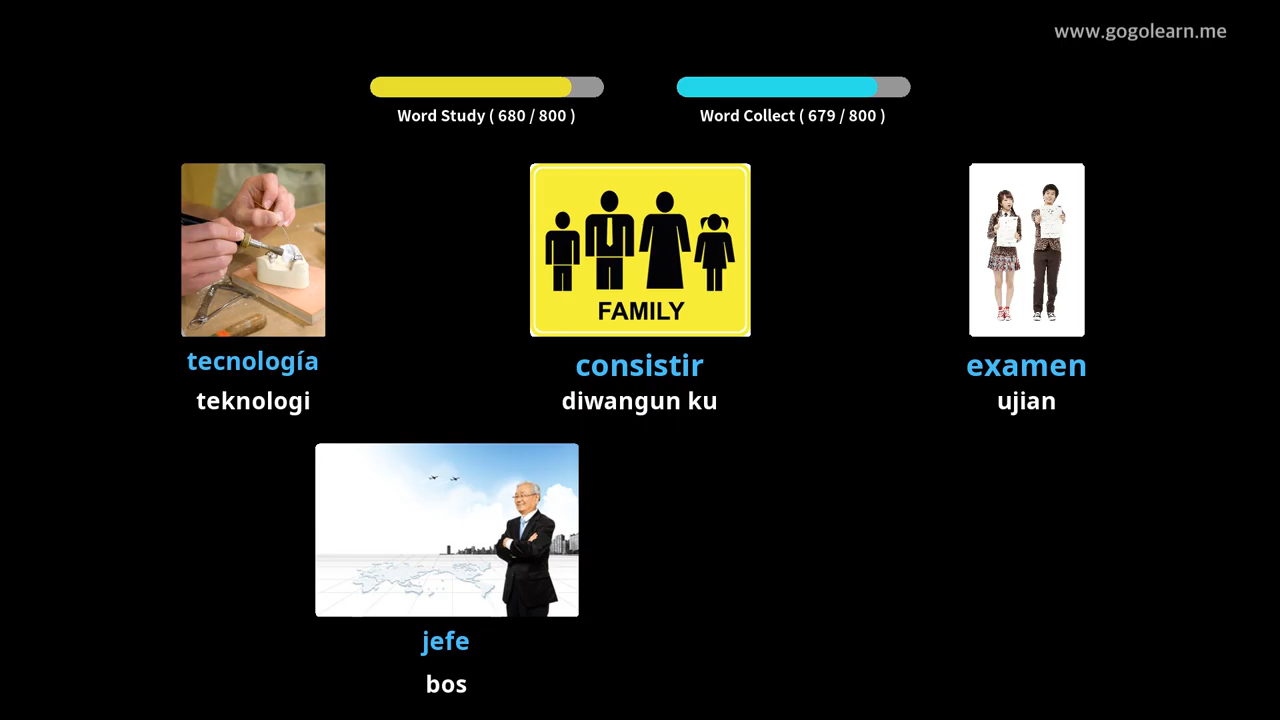 www.gogolearn.me
Word Study ( 680 / 800 )
Word Collect ( 679 / 800 )
FAMILY
tecnología
consistir
examen
teknologi
diwangun ku
ujian
jefe
bos